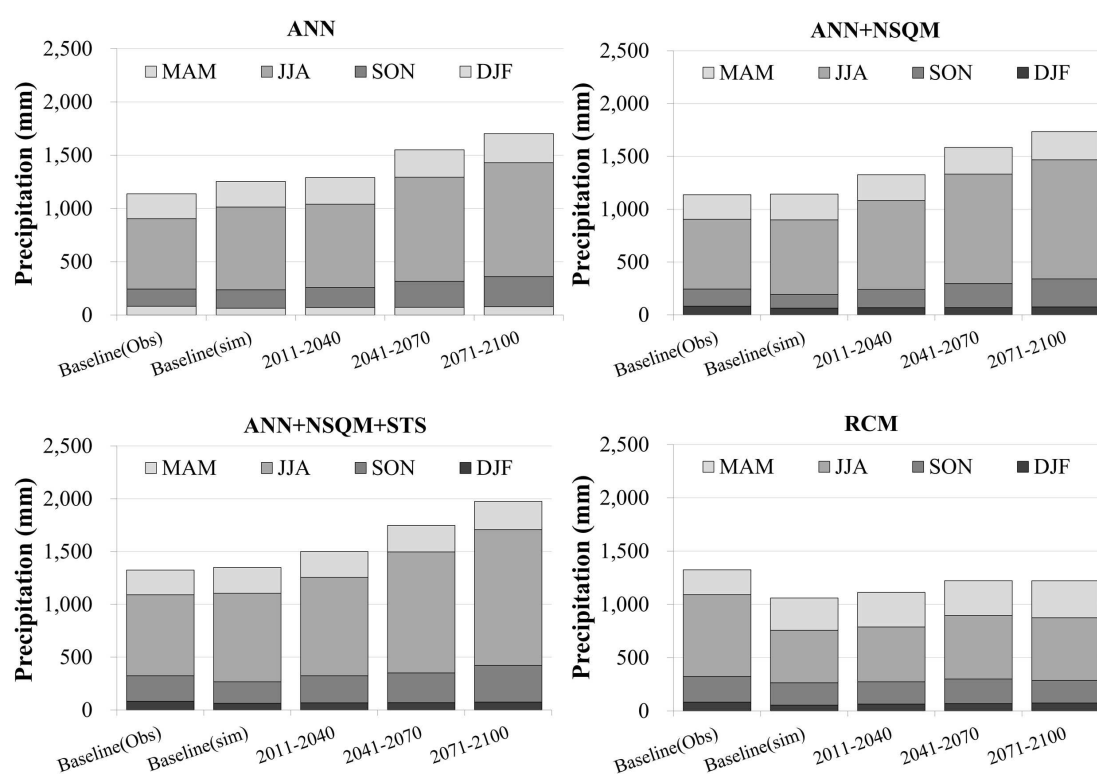 ANN
2,500
2,000
1,500
1,000
500
0
Precipitation (mm)
MAM JJA SON DJF
Baseline(Obs) Baseline(sim) 2011-2040 2041-2070 2071-2100
ANN+NSQM
2,500
2,000
1,500
1,000
500
0
Precipitation (mm)
MAM JJA SON DJF
Baseline(Obs) Baseline(sim) 2011-2040 2041-2070 2071-2100
ANN+NSQM+STS
2,500
2,000
1,500
1,000
500
0
Precipitation (mm)
MAM JJA SON DJF
Baseline(Obs) Baseline(sim) 2011-2040 2041-2070 2071-2100
RCM
2,500
2,000
1,500
1,000
500
0
Precipitation (mm)
MAM JJA SON DJF
Baseline(Obs) Baseline(sim) 2011-2040 2041-2070 2071-2100